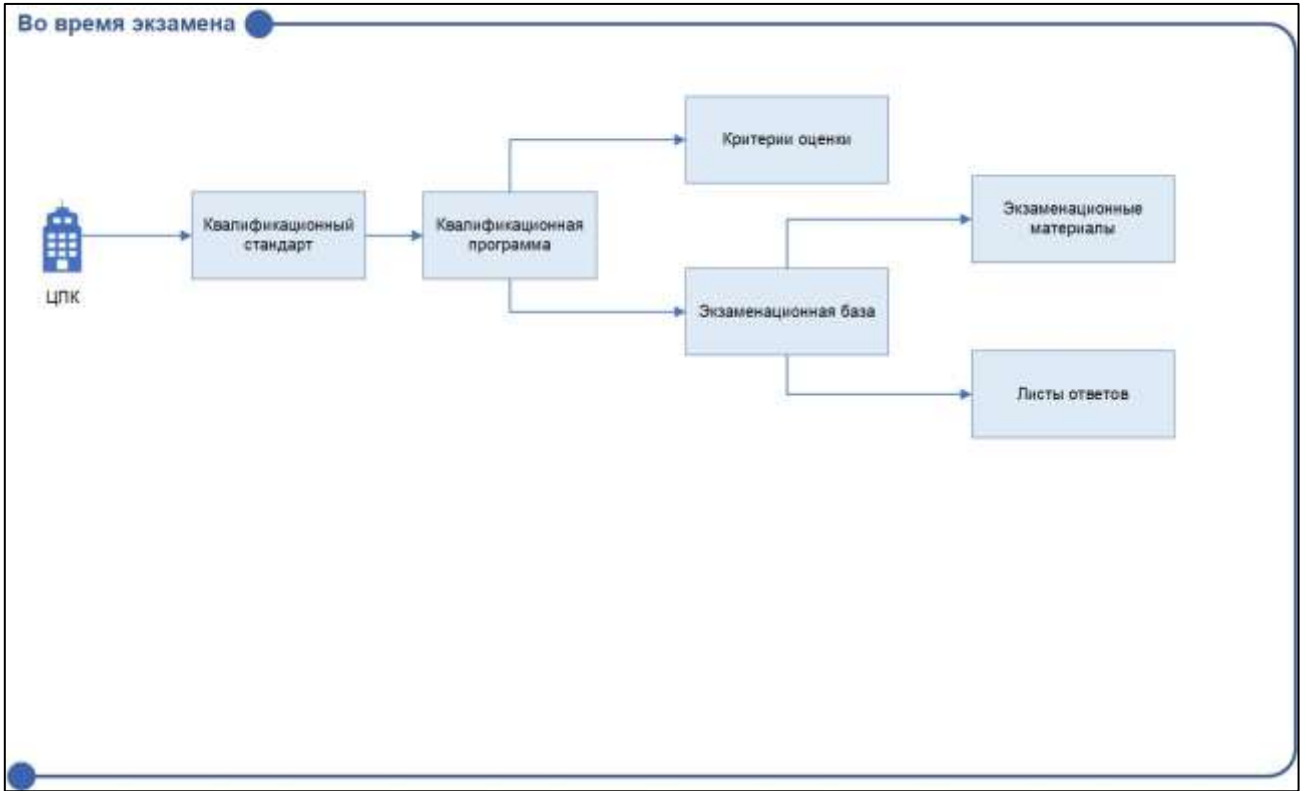 Во время экзамена
Критерии оценки
Экзаменационные
материалы
Квалификационный
стандарт
Квалификационная
программа
ЦПК
Экзаменационная база
Листы ответов